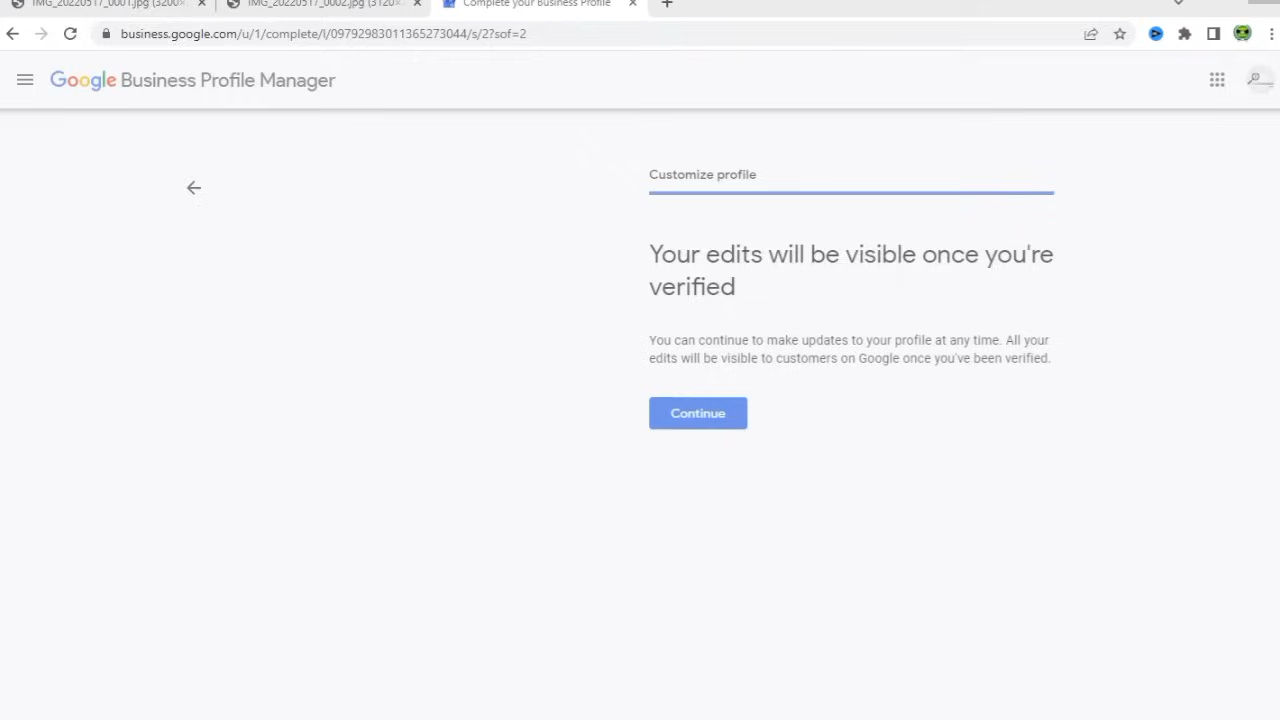 IMG_20220517_0001.jpg (3200×
IMG_20220517_0002.jpg (3120×
Complete your Business Profile
business.google.com/u/1/complete/l/09792983011365273044/s/2?sof=2
Google Business Profile Manager
Customize profile
Your edits will be visible once you're
verified
You can continue to make updates to your profile at any time. All your
edits will be visible to customers on Google once you've been verified.
Continue